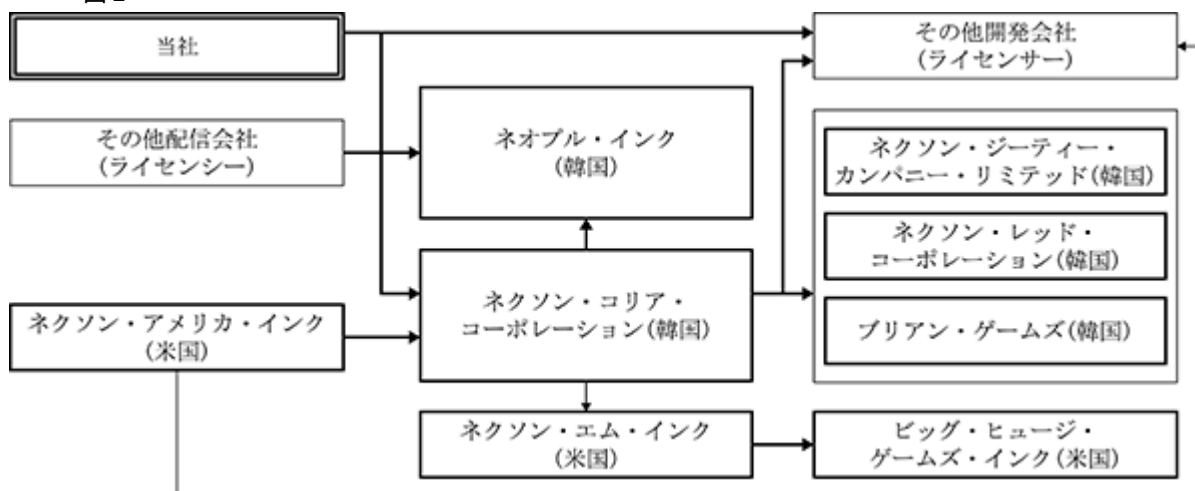 当社
その他配信会社
(ライセンシー)
ネクソン・アメリカ・インク
(米国)
ネオプル・インク
(韓国)
ネクソン・コリア・
コーポレーション(韓国)
ネクソン・エム・インク
(米国)
その他開発会社
(ライセンサー)
ネクソン・ジーティー・
カンパニー・リミテッド(韓国)
ネクソン・レッド・
コーポレーション(韓国)
ブリアン・ゲームズ(韓国)
ビッグ・ヒュージ・
ゲームズ・インク(米国)